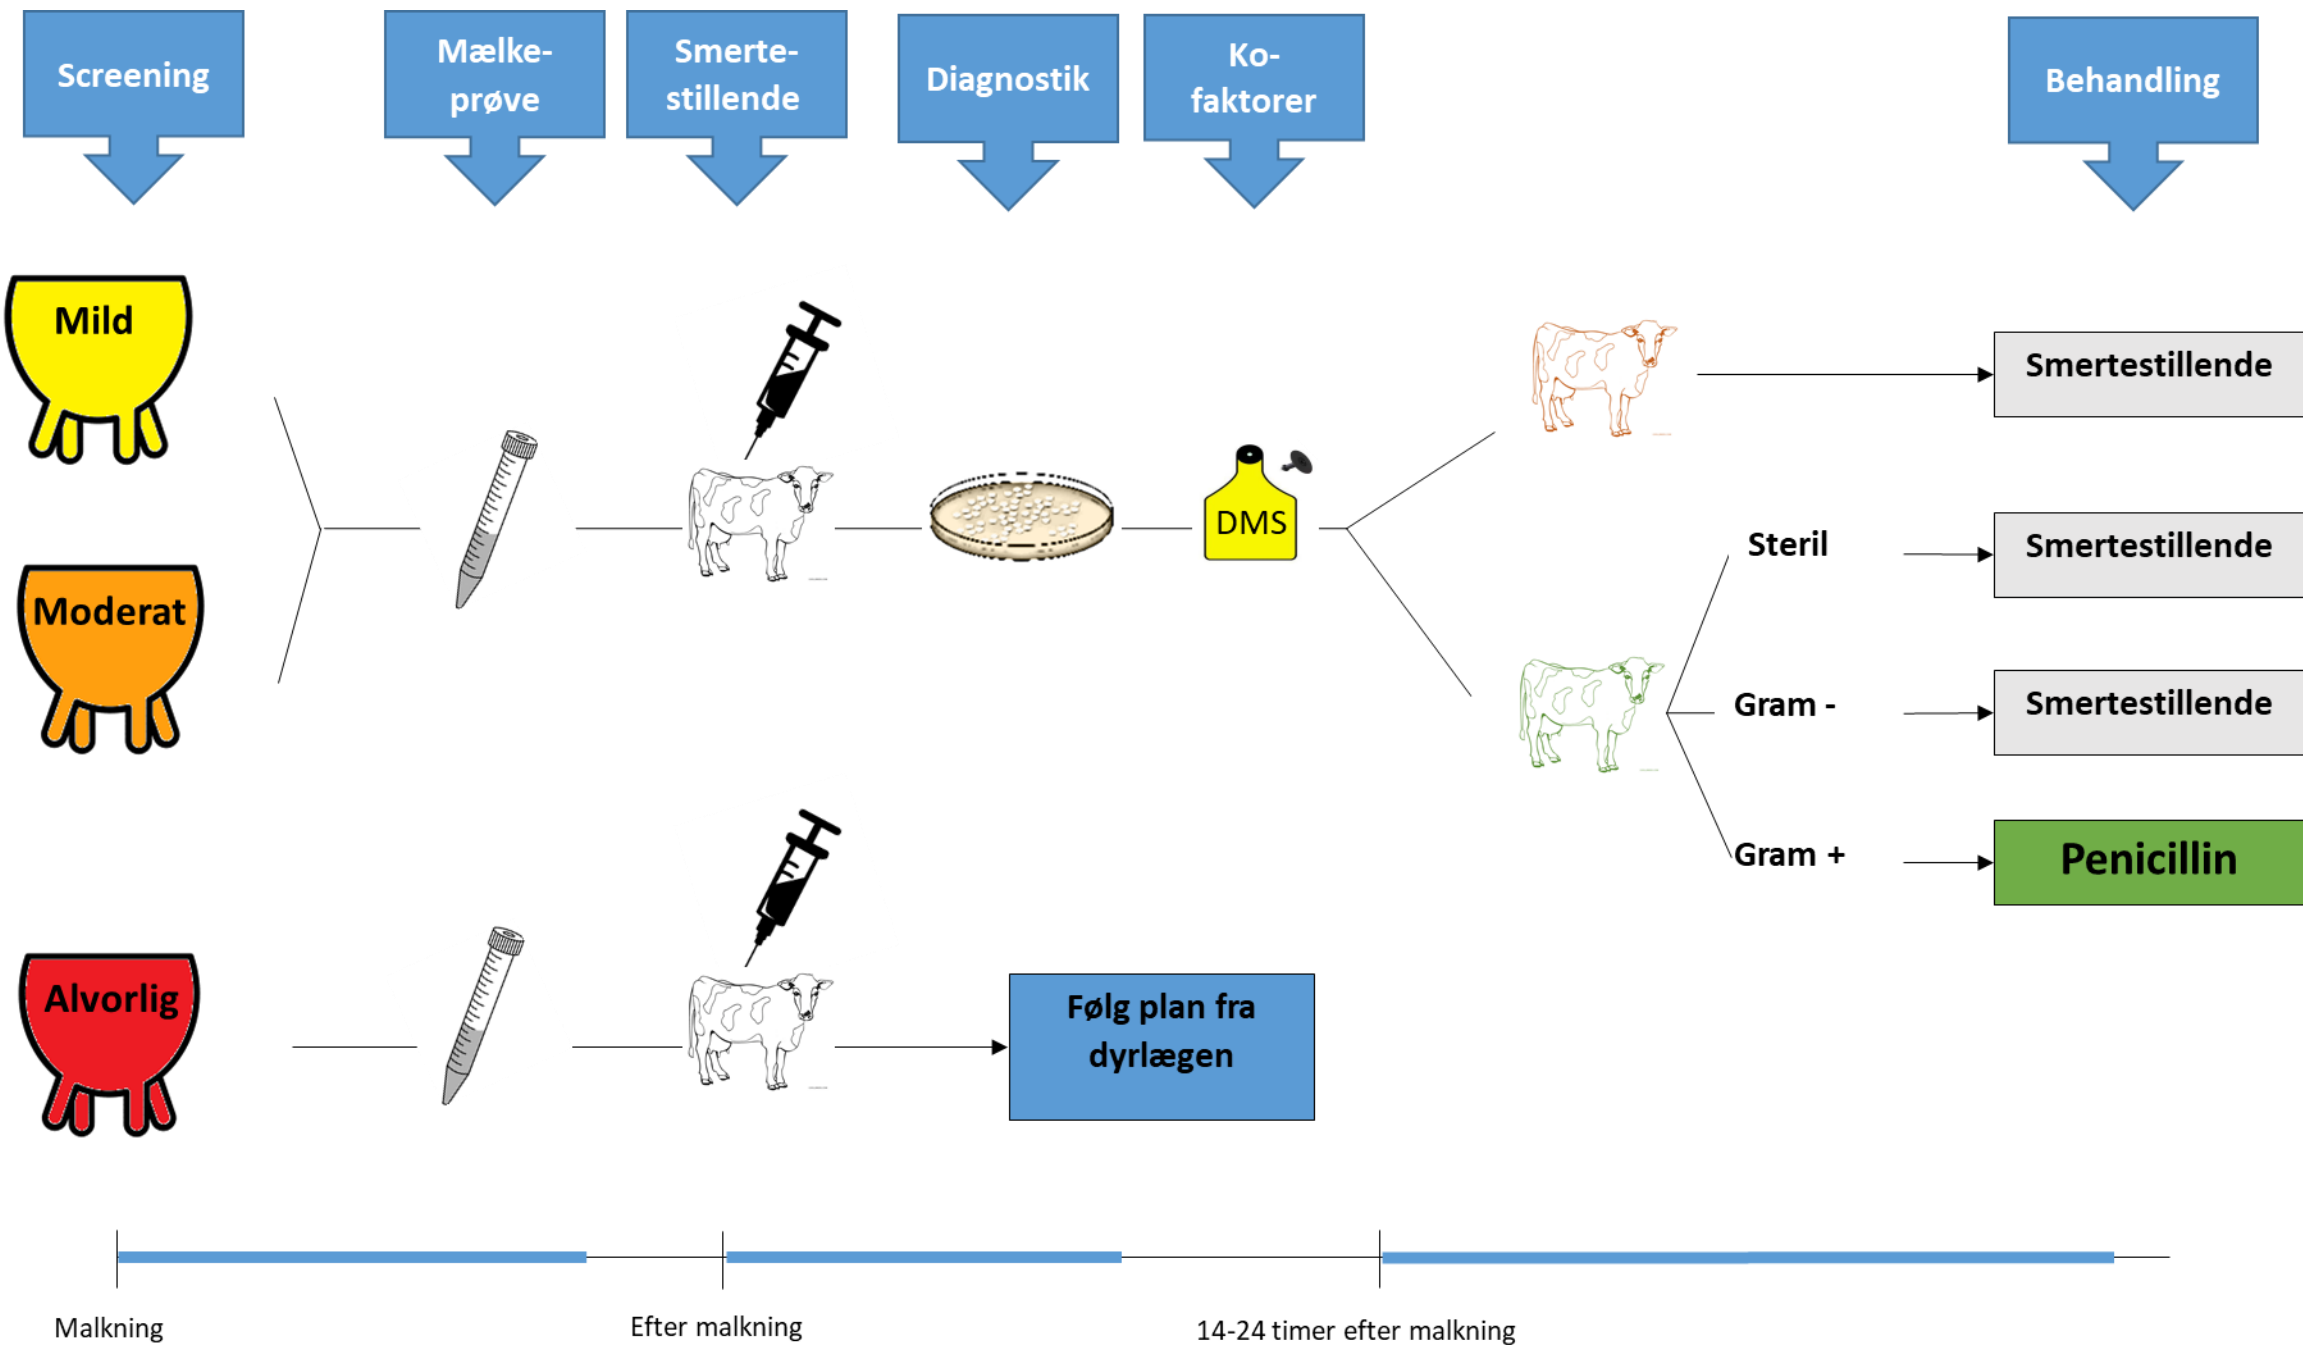 Screening
Mælke-
prøve
Smerte-
stillende
Diagnostik
Ko-
faktorer
Behandling
Mild
Smertestillende
DMS
Steril
Smertestillende
Moderat
Gram -
Smertestillende
Gram +
Penicillin
Alvorlig
Følg plan fra
dyrlægen
Malkning
Efter malkning
14-24 timer efter malkning